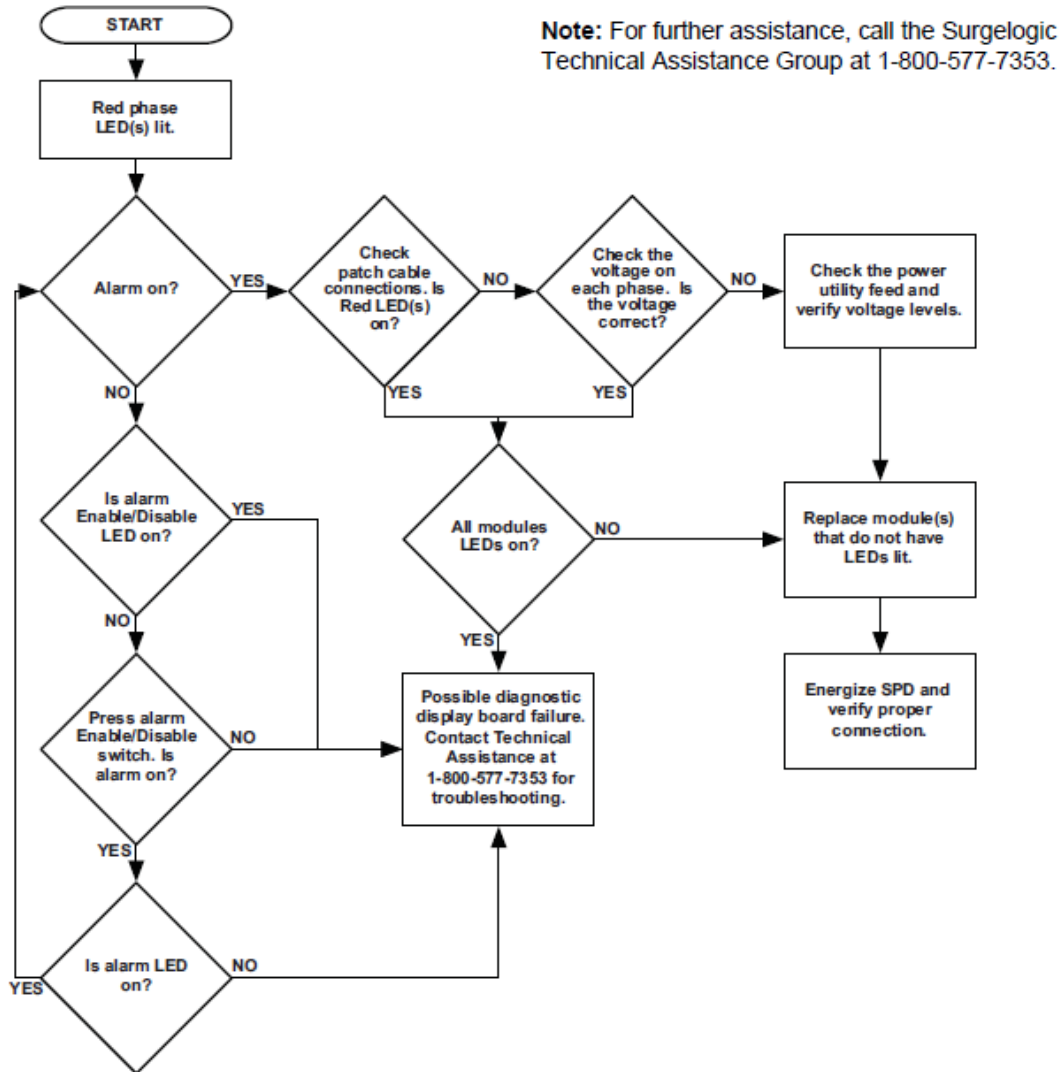 START
Note: For further assistance, call the Surgelogic
Technical Assistance Group at 1-800-577-7353.
Red phase
LED(s) lit.
Alarm on?
YES
Check
patch cable
connections. Is
Red LED(s)
on?
NO
Check the
voltage on
each phase. Is
the voltage
correct?
NO
Check the power
utility feed and
verify voltage levels.
NO
YES
YES
Is alarm
Enable/Disable
LED on?
YES
All modules
LEDs on?
NO
Replace module(s)
that do not have
LEDs lit.
NO
YES
Press alarm
Enable/Disable
switch. Is
alarm on?
NO
Possible diagnostic
display board failure.
Contact Technical
Assistance at
1-800-577-7353 for
troubleshooting.
Energize SPD and
verify proper
connection.
YES
Is alarm LED
on?
NO
YES